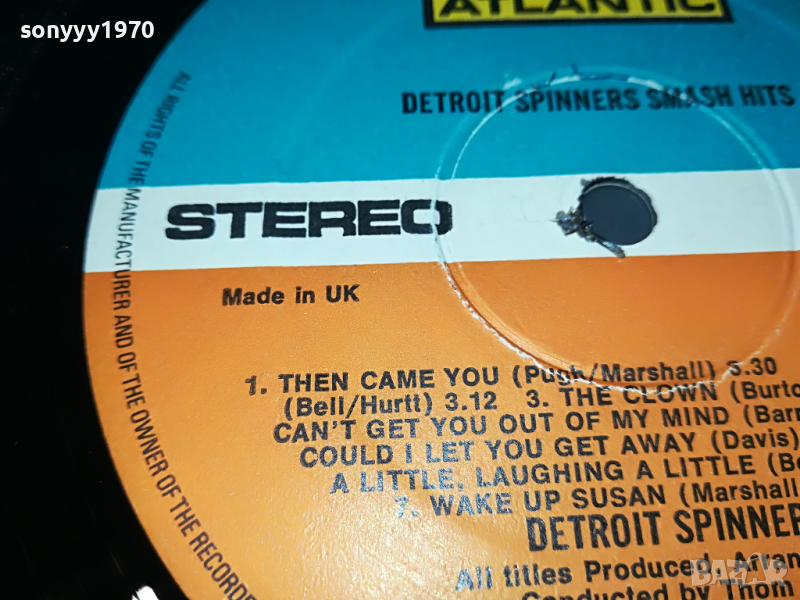 sonyyy1970
ATLANTIC
DETROIT SPINNERS SMASH HITS
STEREO
Made in UK
1. THEN CAME YOU (Pugh/Marshall) 3.30
(Bell/Hurtt) 3.12 3. THE CLOWN (Burto
CAN'T GET YOU OUT OF MY MIND (Barr
COULD I LET YOU GET AWAY (Davis)
A LITTLE, LAUGHING A LITTLE (Be
7. WAKE UP SUSAN (Marshall
DETROIT SPINNER
All titles Produced, Arran
Conducted by Thom
ALL RIGHTS OF THE MANUFACTURER AND OF THE OWNER OF THE RECORDE
BAZAR